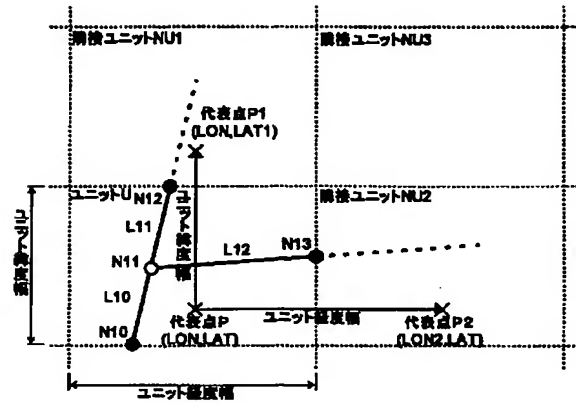 隣接ユニットNU1
隣接ユニットNU3
代表点P1
(LON,LAT1)
ユニットU
N12
隣接ユニットNU2
ユニット緯度幅
L11
ユニット緯度幅
N11
L12
N13
L10
N10
代表点P
(LON,LAT)
ユニット経度幅
代表点P2
(LON2,LAT)
ユニット経度幅